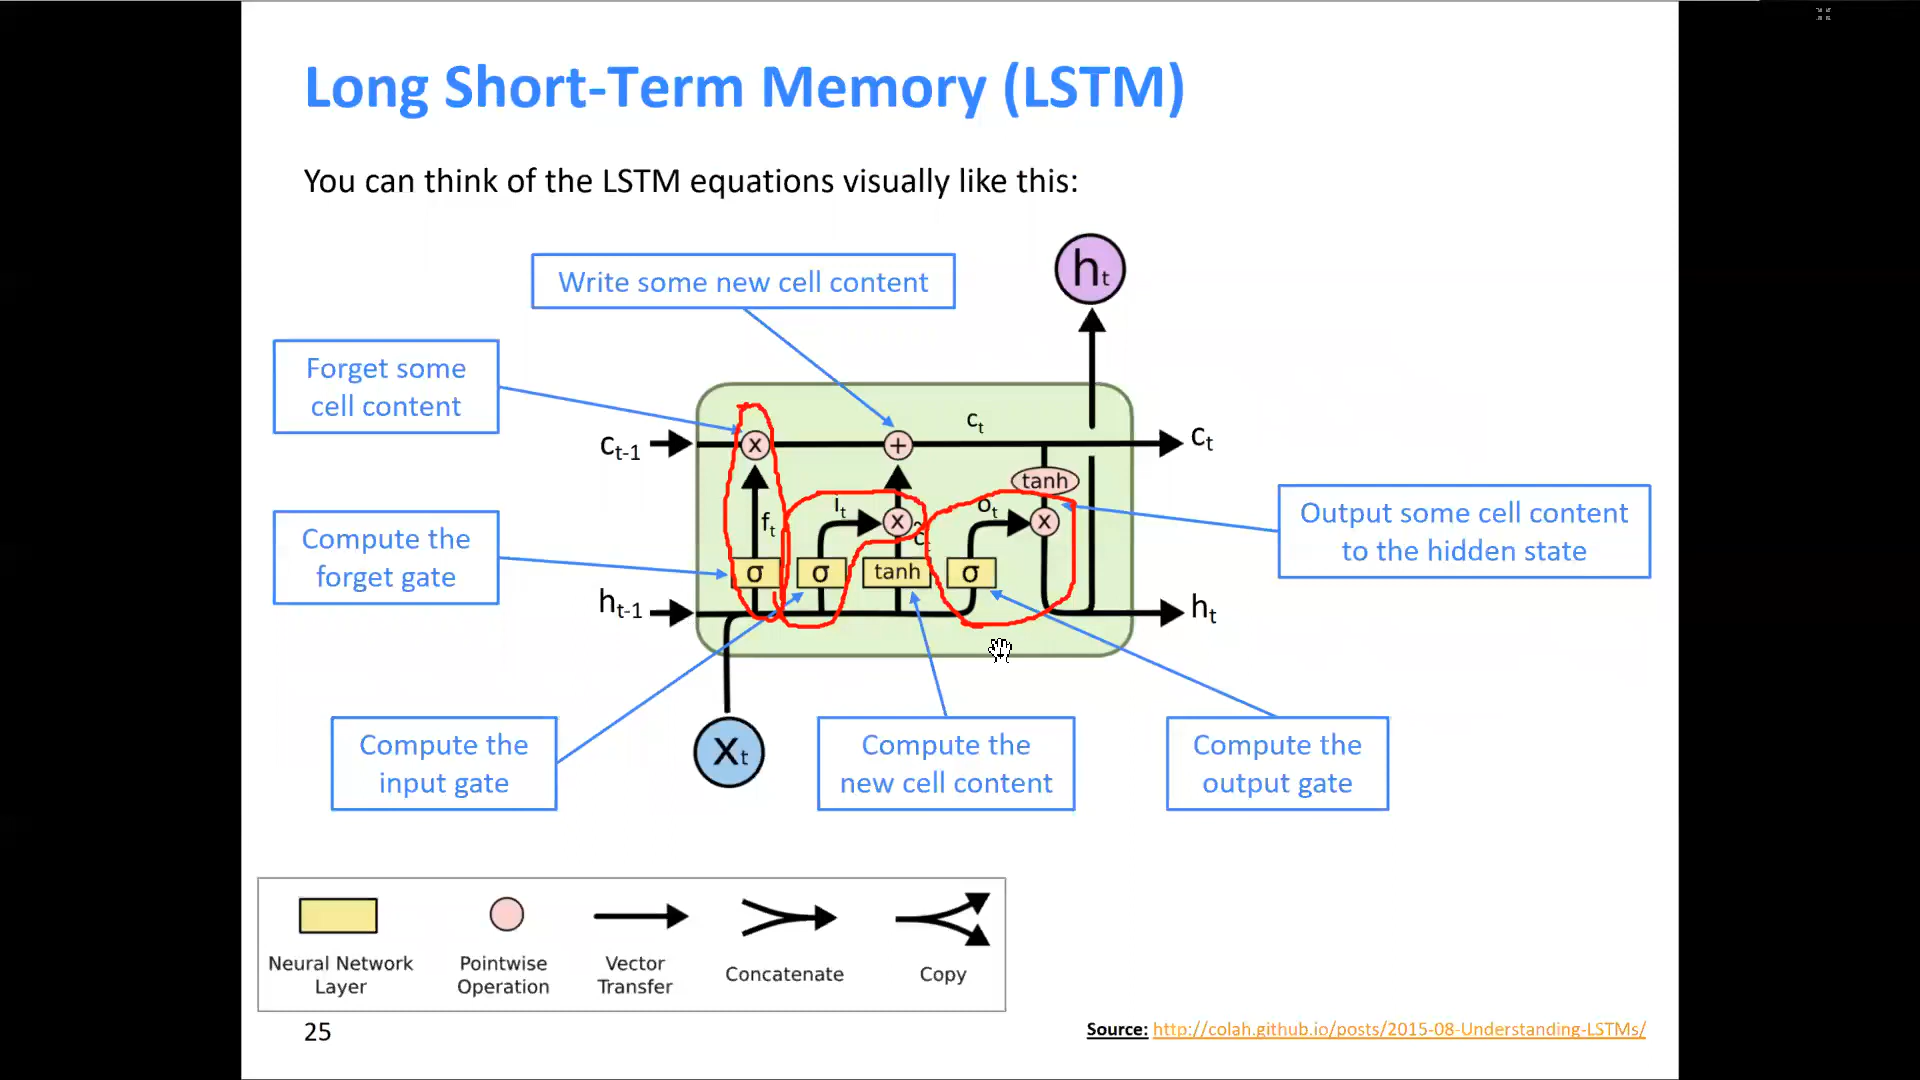 Long Short-Term Memory (LSTM)
You can think of the LSTM equations visually like this:
Write some new cell content
Forget some
cell content
Compute the
forget gate
Compute the
input gate
Compute the
new cell content
Compute the
output gate
Output some cell content
to the hidden state
hₜ
cₜ₋₁
x
+
cₜ
cₜ
tanh
fₜ
iₜ
x
c̃ₜ
oₜ
x
σ
σ
tanh
σ
hₜ₋₁
hₜ
Xₜ
Neural Network
Layer
Pointwise
Operation
Vector
Transfer
Concatenate
Copy
25
Source: http://colah.github.io/posts/2015-08-Understanding-LSTMs/